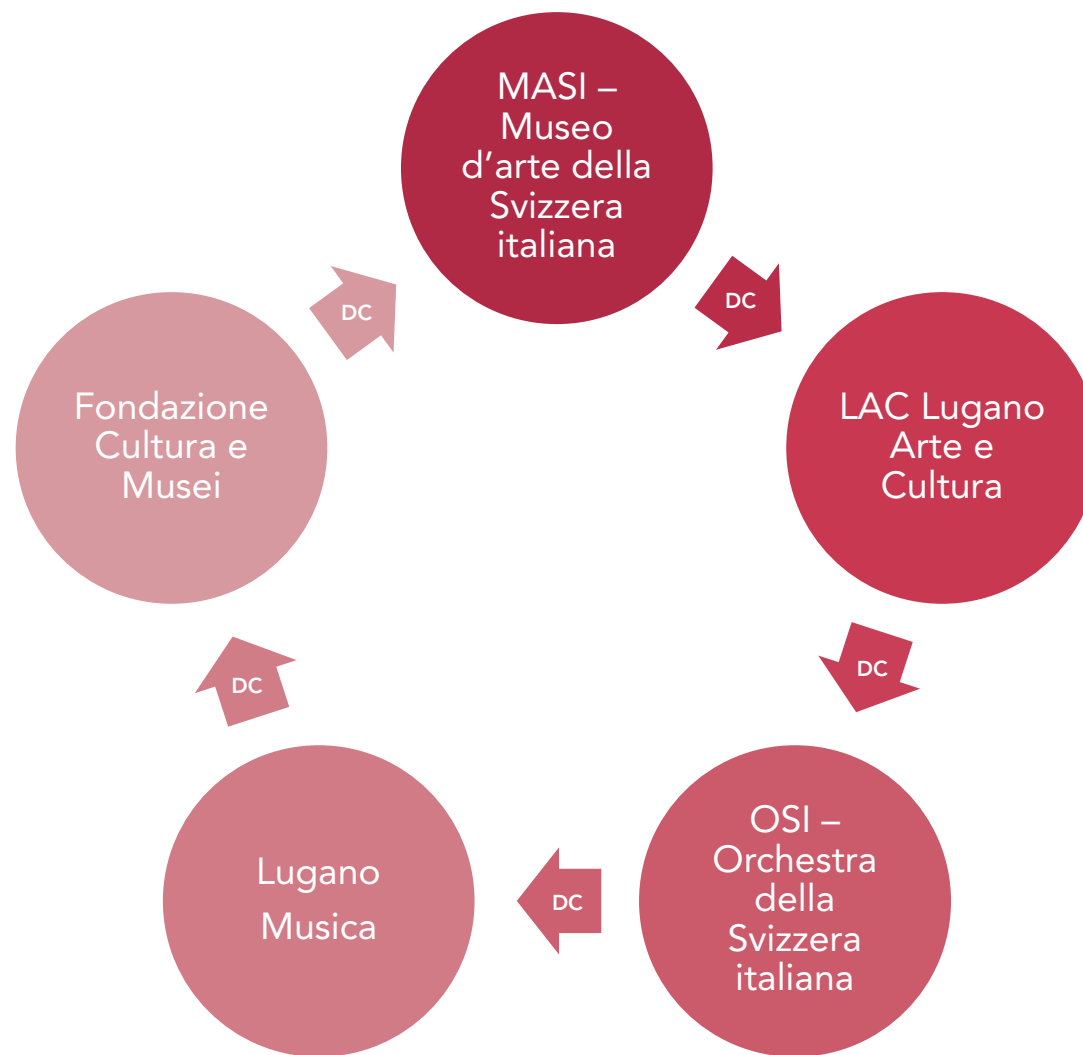 MASI –
Museo
d’arte della
Svizzera
italiana
DC
LAC Lugano
Arte e
Cultura
DC
OSI –
Orchestra
della
Svizzera
italiana
DC
Lugano
Musica
DC
Fondazione
Cultura e
Musei
DC